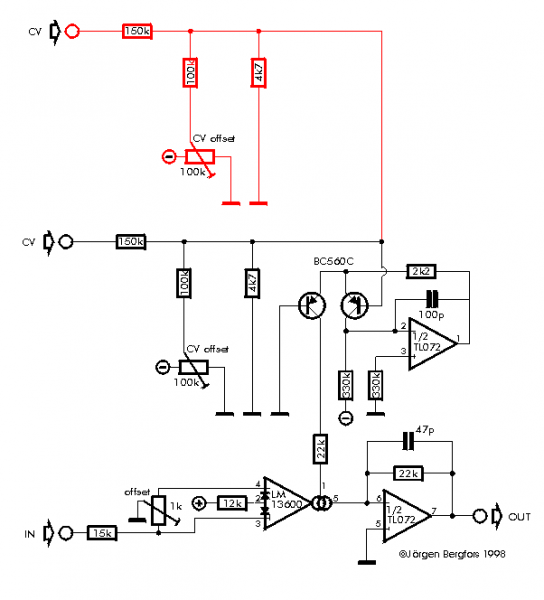 CV
150k
100k
4k7
CV offset
100k
CV
150k
BC560C
2k2
100k
4k7
100p
2
1/2
TL072
1
3
CV offset
100k
330k
330k
47p
22k
22k
offset
1k
4
LM
13600
1
12k
2
5
6
1/2
TL072
7
OUT
IN
15k
3
5
©Jörgen Bergfors 1998